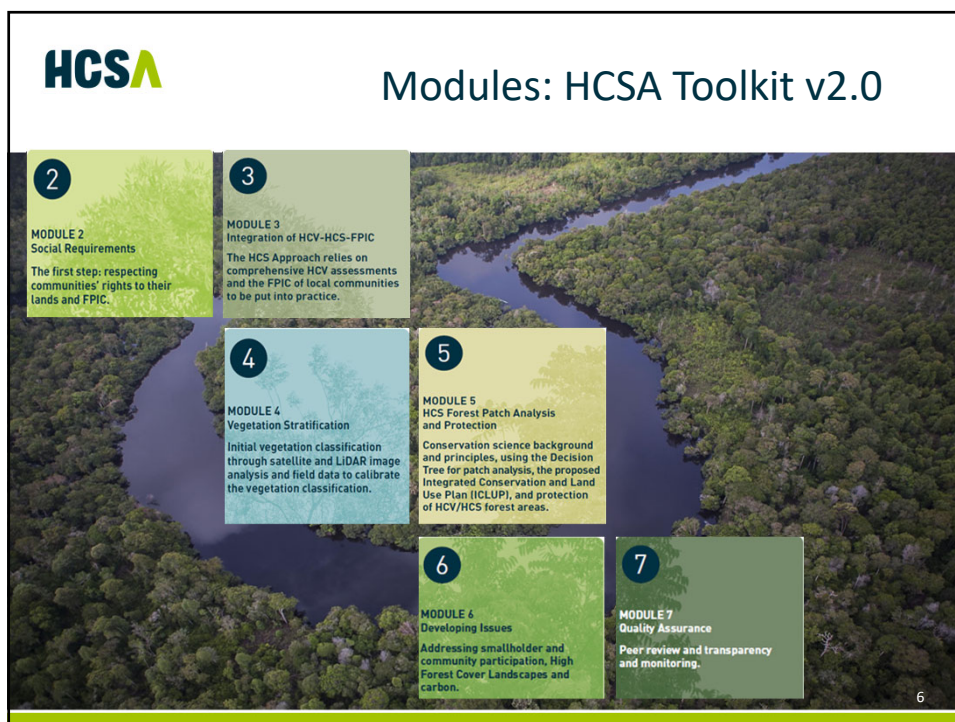 HCSA
Modules: HCSA Toolkit v2.0
2
MODULE 2
Social Requirements
The first step: respecting
communities' rights to their
lands and FPIC.
3
MODULE 3
Integration of HCV-HCS-FPIC
The HCS Approach relies on
comprehensive HCV assessments
and the FPIC of local communities
to be put into practice.
4
MODULE 4
Vegetation Stratification
Initial vegetation classification
through satellite and LiDAR image
analysis and field data to calibrate
the vegetation classification.
5
MODULE 5
HCS Forest Patch Analysis
and Protection
Conservation science background
and principles, using the Decision
Tree for patch analysis, the proposed
Integrated Conservation and Land
Use Plan (ICLUP), and protection
of HCV/HCS forest areas.
6
MODULE 6
Developing Issues
Addressing smallholder and
community participation, High
Forest Cover Landscapes and
carbon.
7
MODULE 7
Quality Assurance
Peer review and transparency
and monitoring.
6